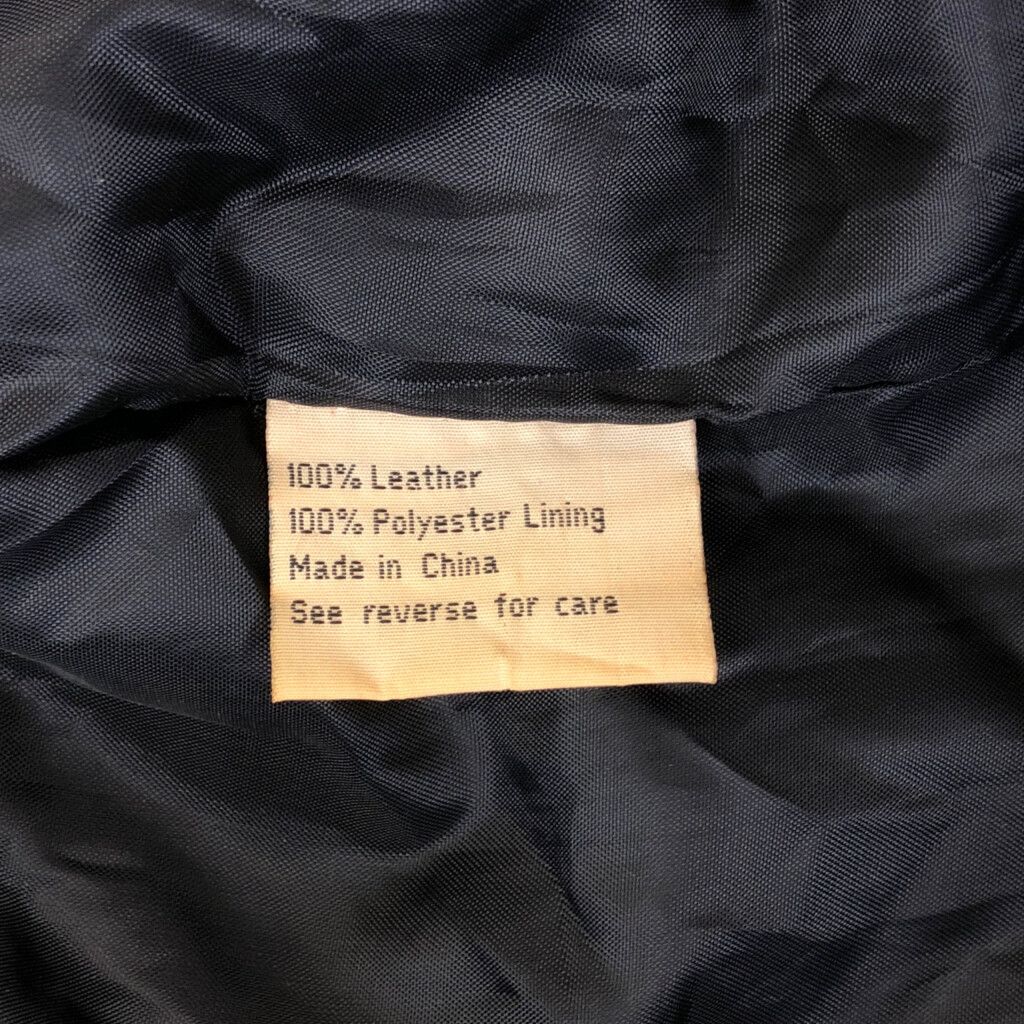 100% Leather
100% Polyester Lining
Made in China
See reverse for care